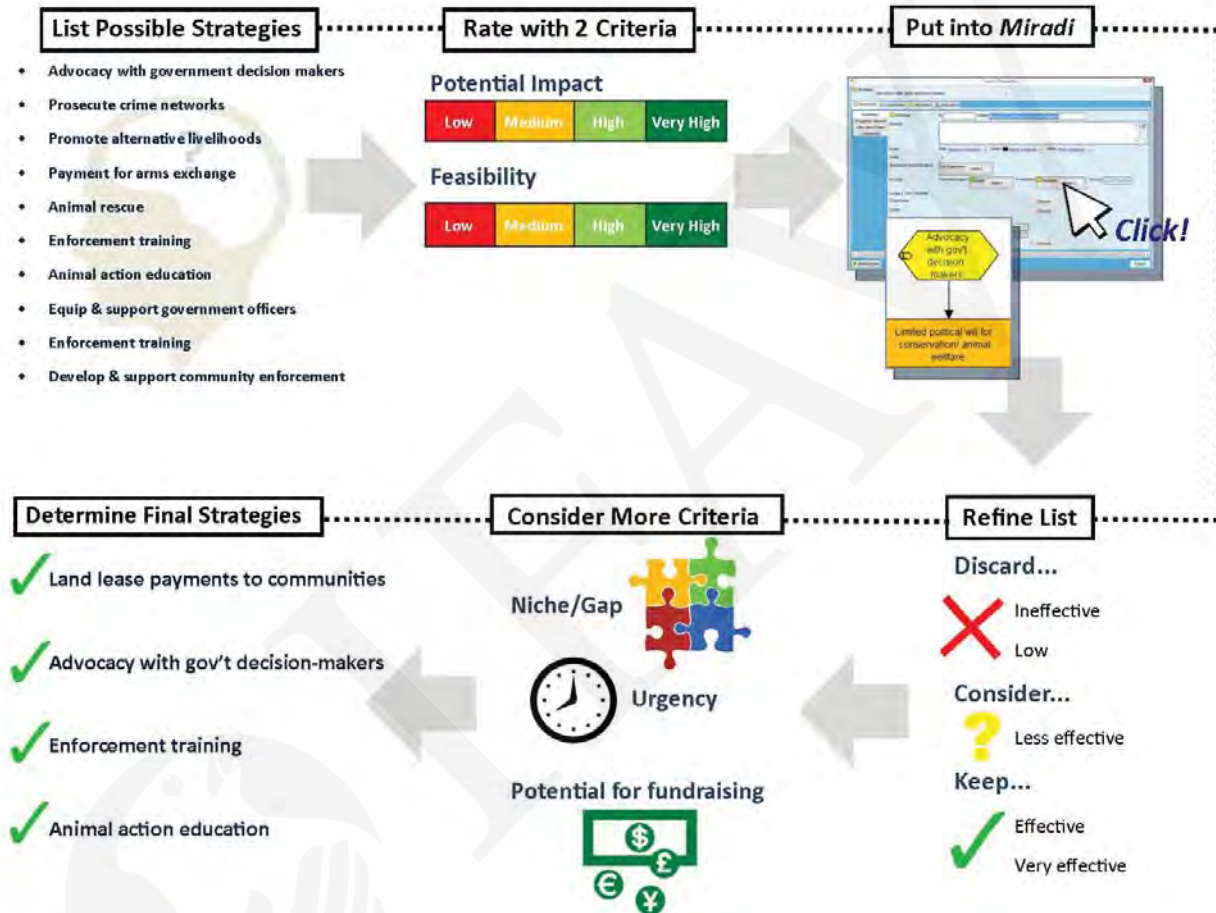 List Possible Strategies
Rate with 2 Criteria
Put into Miradi
Advocacy with government decision makers
Prosecute crime networks
Promote alternative livelihoods
Payment for arms exchange
Animal rescue
Enforcement training
Animal action education
Equip & support government officers
Enforcement training
Develop & support community enforcement
Potential Impact
Low Medium High Very High
Feasibility
Low Medium High Very High
Click!
Advocacy
with gov't
decision
makers
Limited political will for
conservation/ animal
welfare
Determine Final Strategies
Consider More Criteria
Refine List
Land lease payments to communities
Advocacy with gov't decision-makers
Enforcement training
Animal action education
Niche/Gap
Urgency
Potential for fundraising
$
£
€
¥
Discard...
Ineffective
Low
Consider...
?
Less effective
Keep...
Effective
Very effective
IFAW